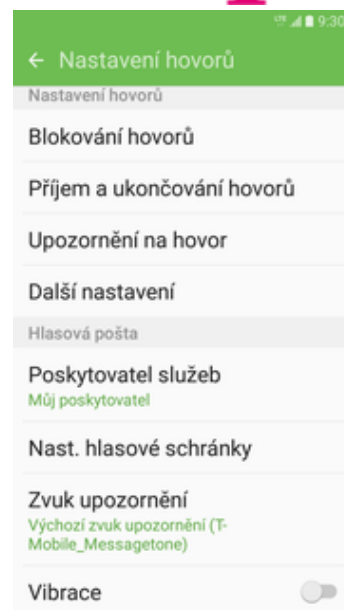 LTE 9:30
← Nastavení hovorů
Nastavení hovorů
Blokování hovorů
Příjem a ukončování hovorů
Upozornění na hovor
Další nastavení
Hlasová pošta
Poskytovatel služeb
Můj poskytovatel
Nast. hlasové schránky
Zvuk upozornění
Výchozí zvuk upozornění (T-
Mobile_Messagetone)
Vibrace